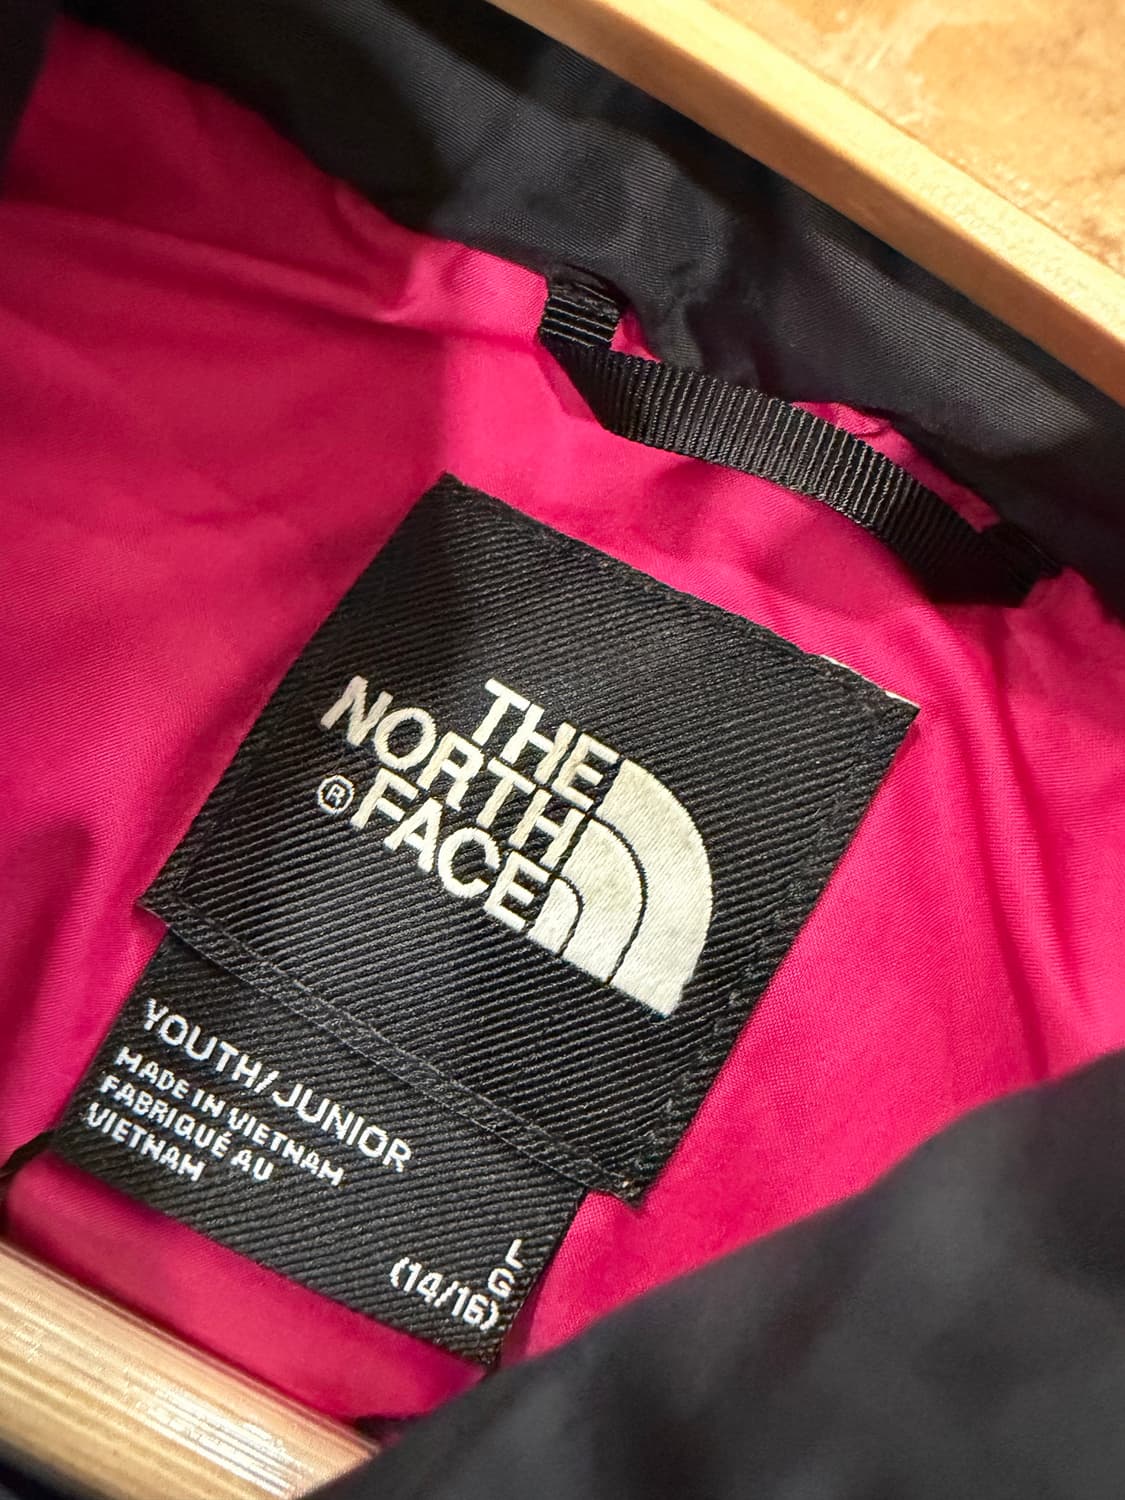 THE
NORTH
FACE
®
YOUTH/JUNIOR
MADE IN VIETNAM
FABRIQUÉ AU
VIETNAM
L
G
(14/16)